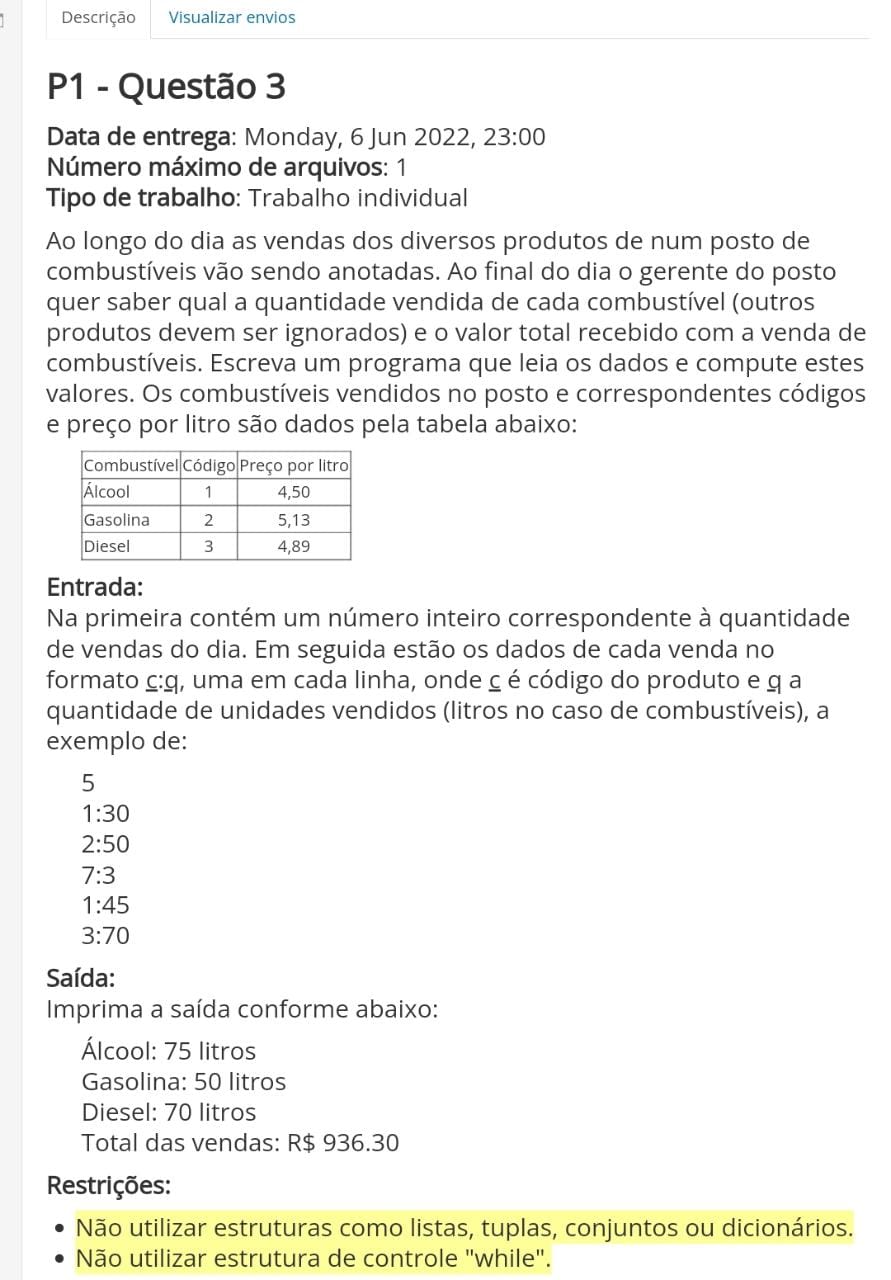 Descrição Visualizar envios
P1 - Questão 3
Data de entrega: Monday, 6 Jun 2022, 23:00
Número máximo de arquivos: 1
Tipo de trabalho: Trabalho individual
Ao longo do dia as vendas dos diversos produtos de num posto de
combustíveis vão sendo anotadas. Ao final do dia o gerente do posto
quer saber qual a quantidade vendida de cada combustível (outros
produtos devem ser ignorados) e o valor total recebido com a venda de
combustíveis. Escreva um programa que leia os dados e compute estes
valores. Os combustíveis vendidos no posto e correspondentes códigos
e preço por litro são dados pela tabela abaixo:
Combustível Código Preço por litro
Álcool 1 4,50
Gasolina 2 5,13
Diesel 3 4,89
Entrada:
Na primeira contém um número inteiro correspondente à quantidade
de vendas do dia. Em seguida estão os dados de cada venda no
formato c:q, uma em cada linha, onde c é código do produto e q a
quantidade de unidades vendidos (litros no caso de combustíveis), a
exemplo de:
5
1:30
2:50
7:3
1:45
3:70
Saída:
Imprima a saída conforme abaixo:
Álcool: 75 litros
Gasolina: 50 litros
Diesel: 70 litros
Total das vendas: R$ 936.30
Restrições:
• Não utilizar estruturas como listas, tuplas, conjuntos ou dicionários.
• Não utilizar estrutura de controle "while".